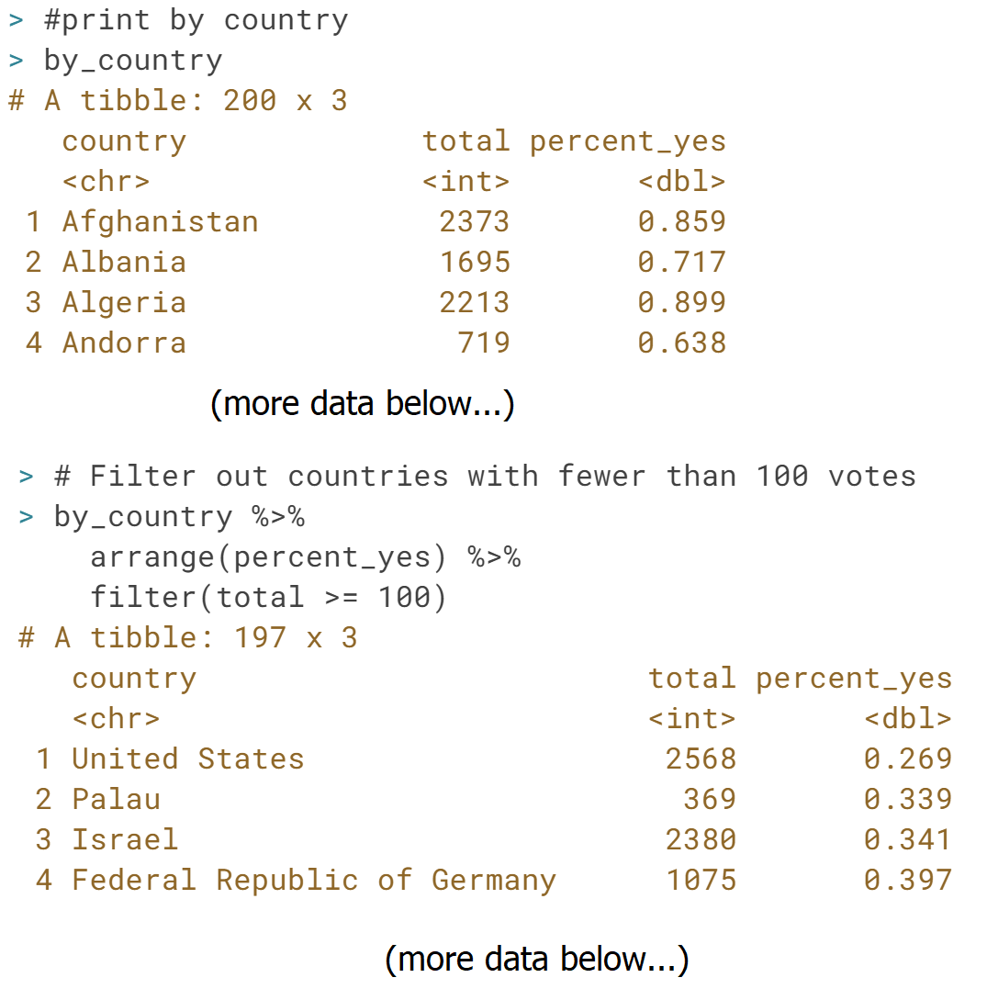 > #print by country
> by_country
# A tibble: 200 x 3
country total percent_yes
<chr> <int> <dbl>
1 Afghanistan 2373 0.859
2 Albania 1695 0.717
3 Algeria 2213 0.899
4 Andorra 719 0.638
(more data below...)
> # Filter out countries with fewer than 100 votes
> by_country %>%
arrange(percent_yes) %>%
filter(total >= 100)
# A tibble: 197 x 3
country total percent_yes
<chr> <int> <dbl>
1 United States 2568 0.269
2 Palau 369 0.339
3 Israel 2380 0.341
4 Federal Republic of Germany 1075 0.397
(more data below...)